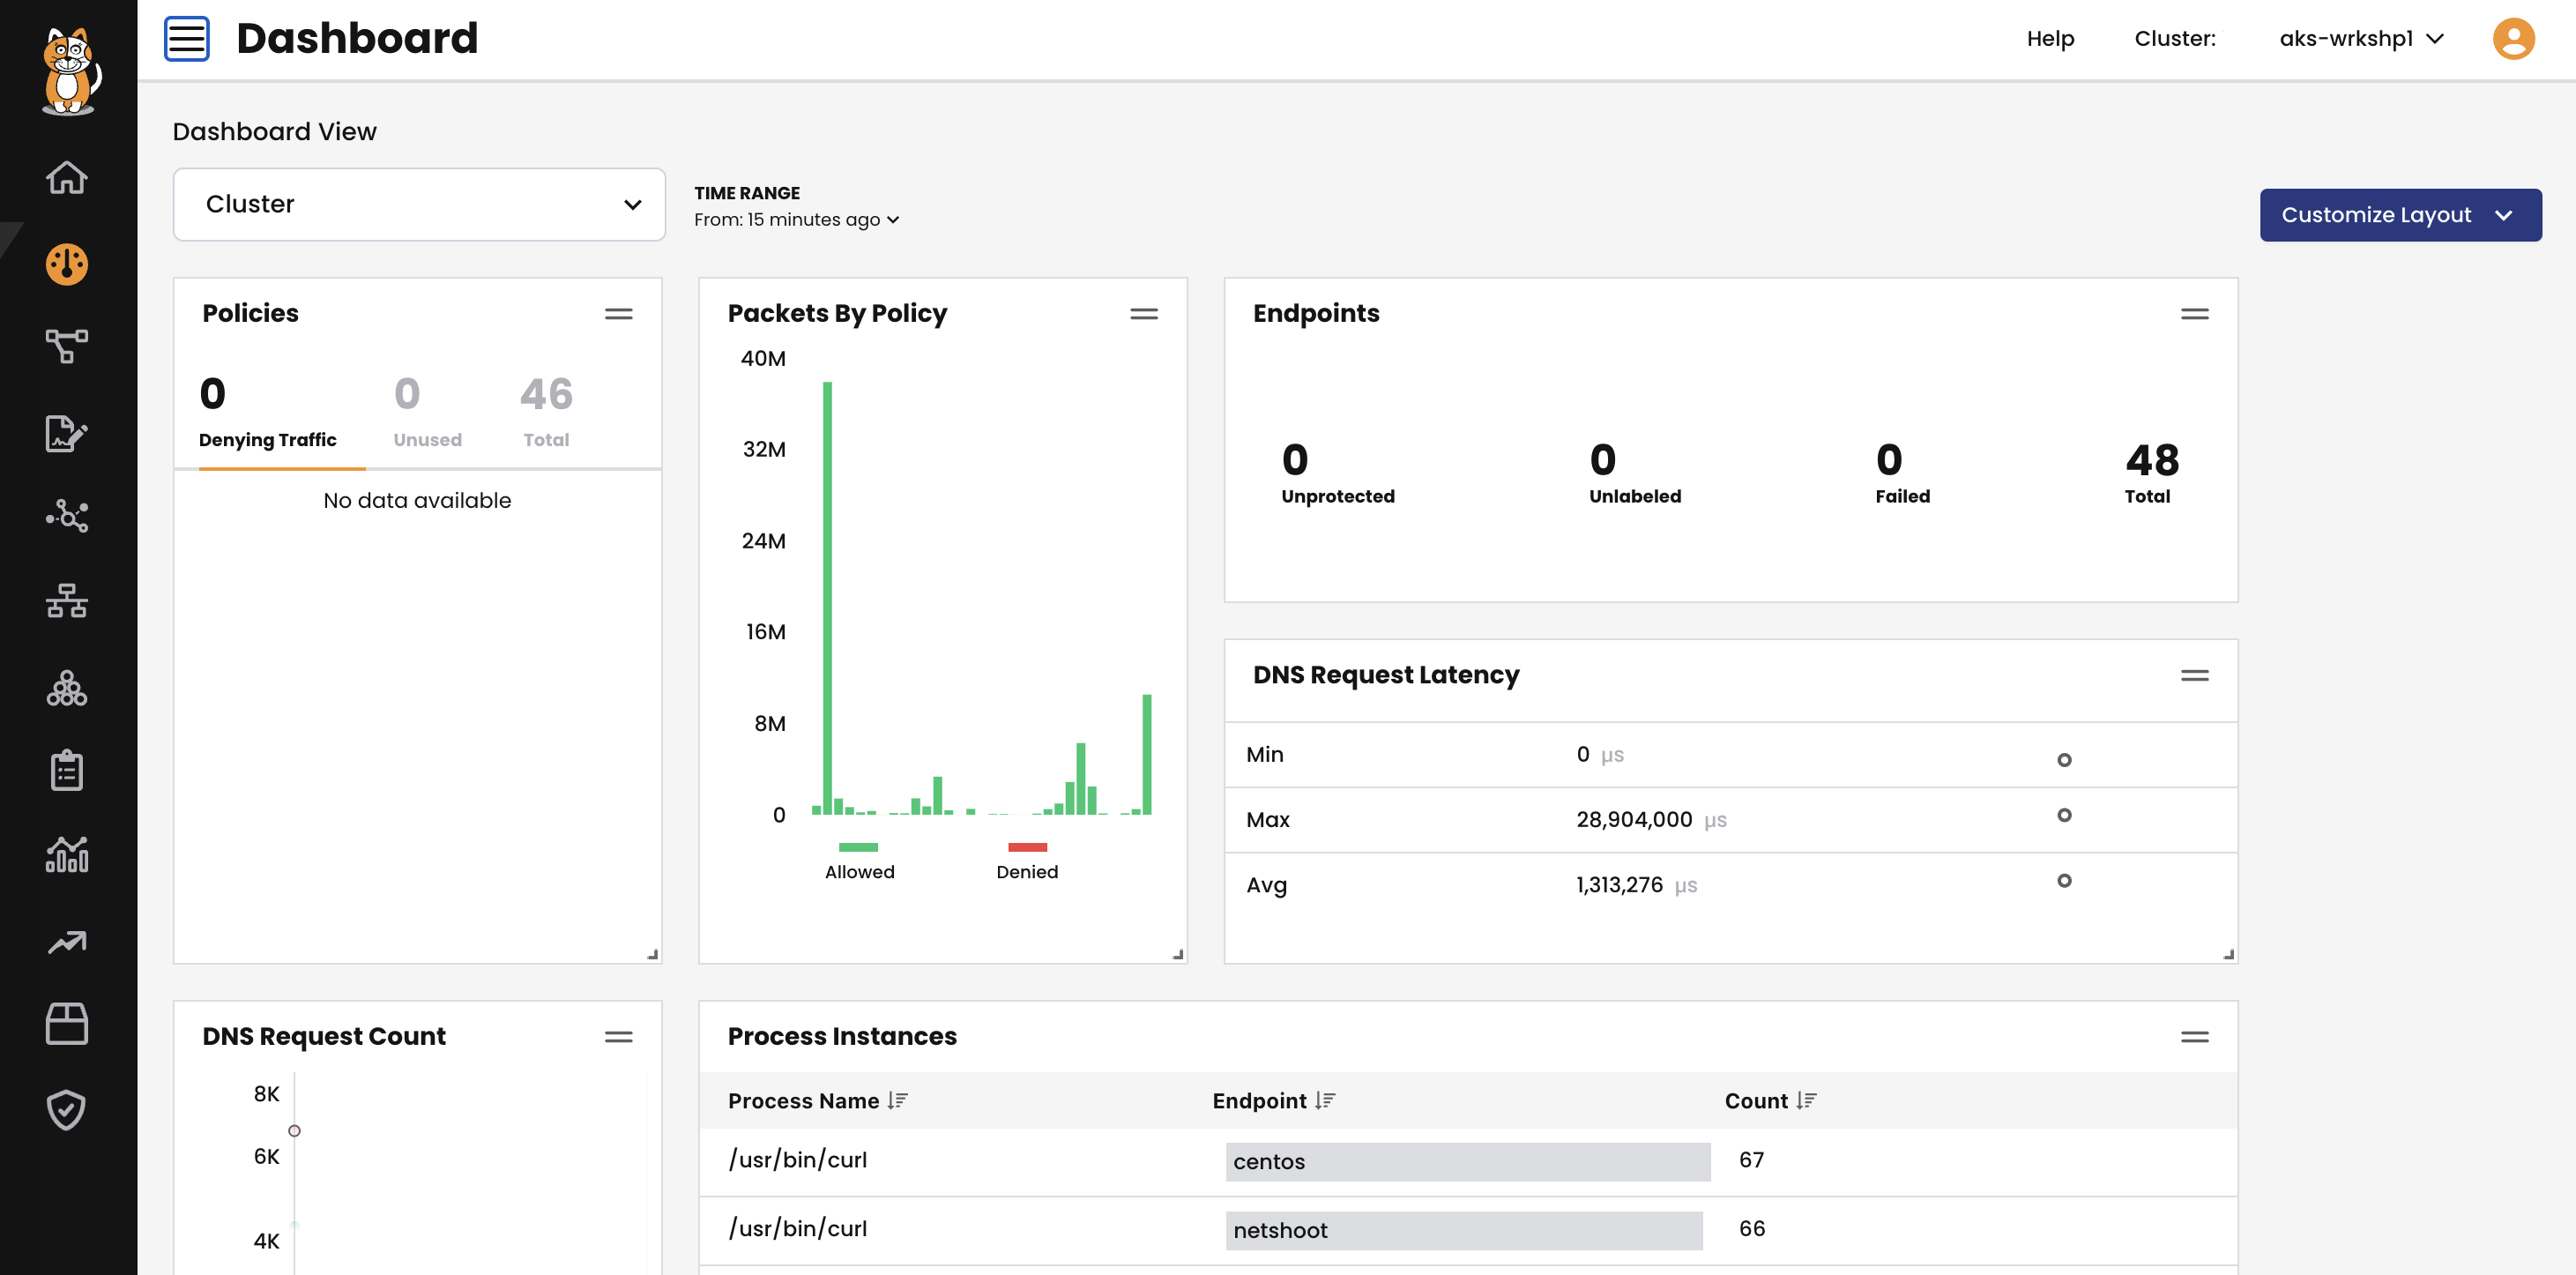 Dashboard
Help
Cluster:
aks-wrkshp1
Dashboard View
Cluster
TIME RANGE
From: 15 minutes ago
Customize Layout
Policies
0
0
46
Denying Traffic
Unused
Total
No data available
Packets By Policy
40M
32M
24M
16M
8M
0
Allowed
Denied
Endpoints
0
0
0
48
Unprotected
Unlabeled
Failed
Total
DNS Request Latency
Min 0 µs
Max 28,904,000 µs
Avg 1,313,276 µs
DNS Request Count
8K
6K
4K
Process Instances
Process Name Endpoint Count
/usr/bin/curl centos 67
/usr/bin/curl netshoot 66